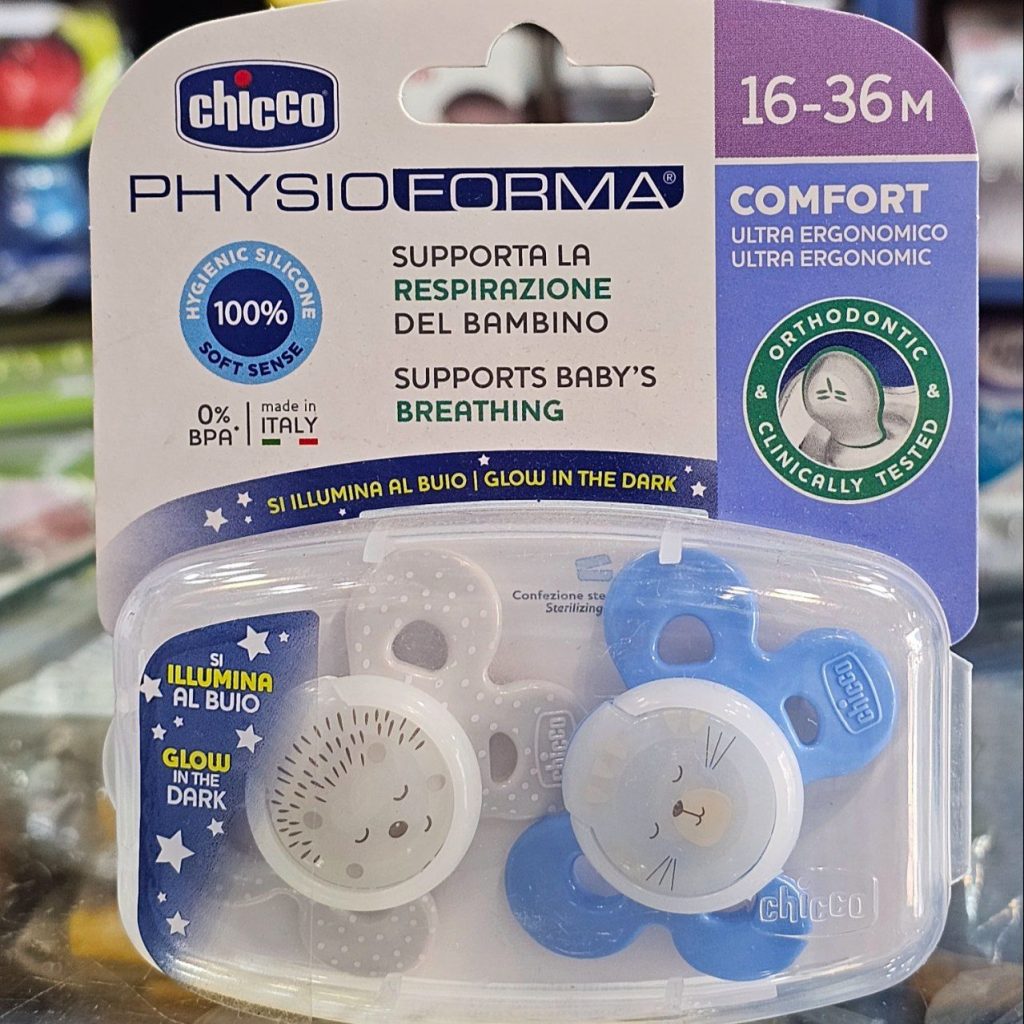 chicco
PHYSIOFORMA®
HYGIENIC SILICONE
100%
SOFT SENSE
0%
BPA*
made in
ITALY
SUPPORTA LA
RESPIRAZIONE
DEL BAMBINO
SUPPORTS BABY'S
BREATHING
SI ILLUMINA AL BUIO | GLOW IN THE DARK
16-36M
COMFORT
ULTRA ERGONOMICO
ULTRA ERGONOMIC
ORTHODONTIC
& CLINICALLY TESTED &
Confezione
Sterilizing
SI
ILLUMINA
AL BUIO
GLOW
IN THE
DARK
chicco
chicco
chicco